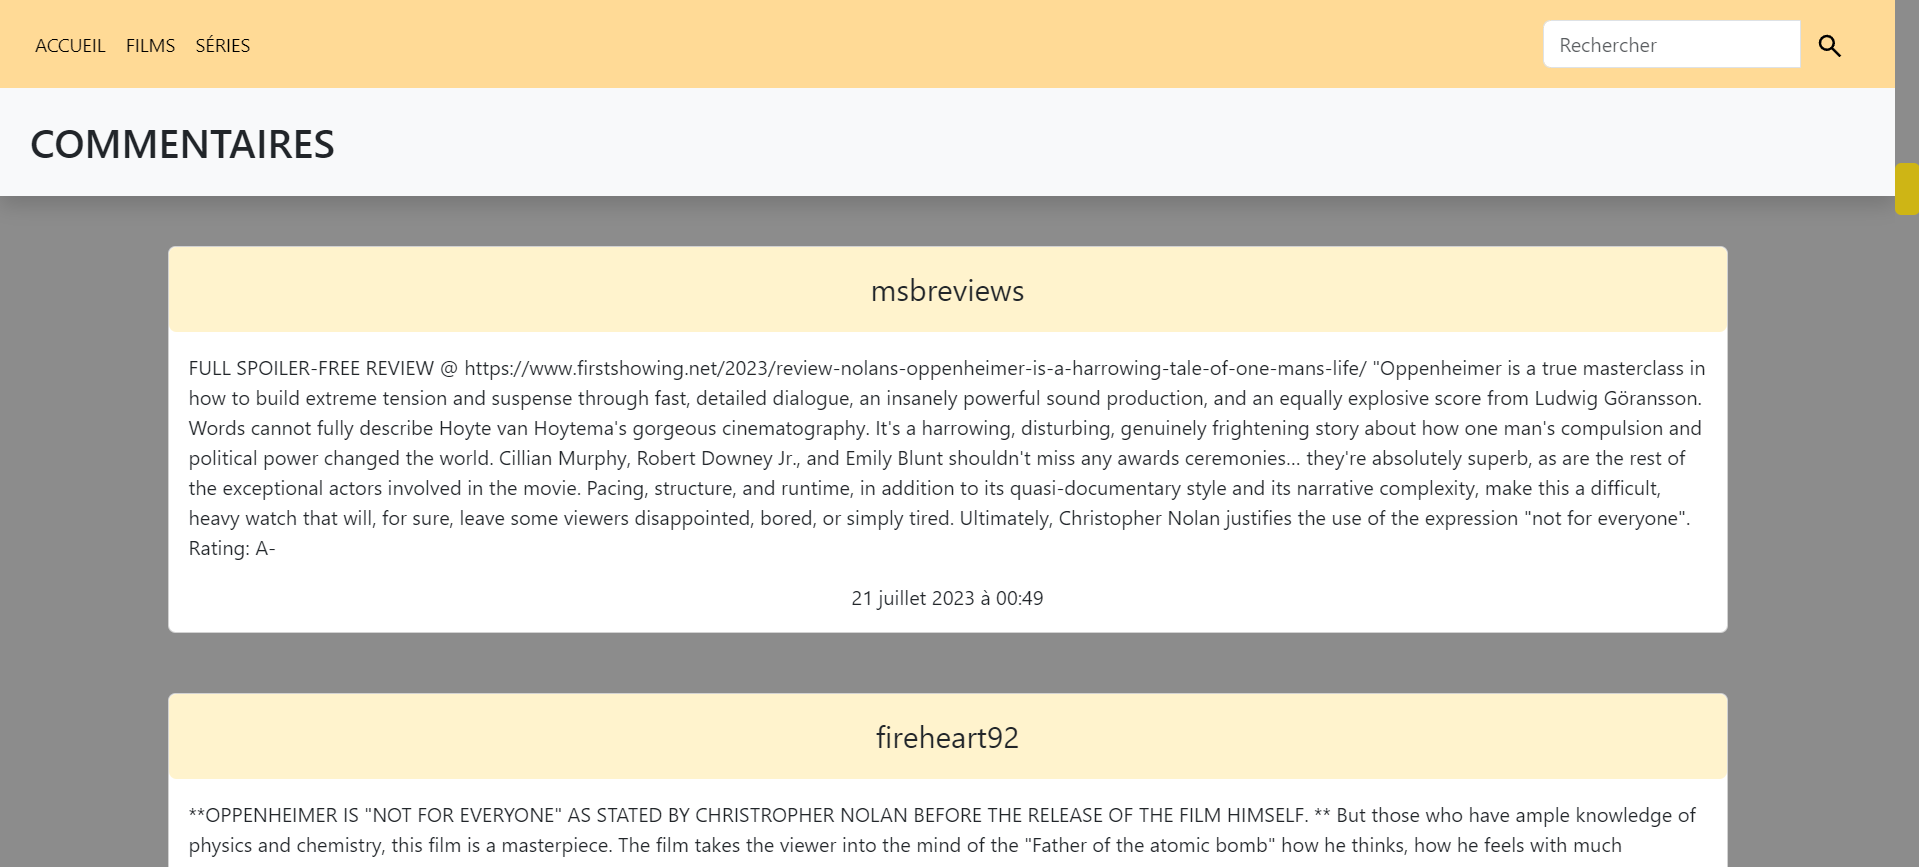 ACCUEIL FILMS SÉRIES Rechercher
COMMENTAIRES
msbreviews
FULL SPOILER-FREE REVIEW @ https://www.firstshowing.net/2023/review-nolans-oppenheimer-is-a-harrowing-tale-of-one-mans-life/ "Oppenheimer is a true masterclass in
how to build extreme tension and suspense through fast, detailed dialogue, an insanely powerful sound production, and an equally explosive score from Ludwig Göransson.
Words cannot fully describe Hoyte van Hoytema's gorgeous cinematography. It's a harrowing, disturbing, genuinely frightening story about how one man's compulsion and
political power changed the world. Cillian Murphy, Robert Downey Jr., and Emily Blunt shouldn't miss any awards ceremonies... they're absolutely superb, as are the rest of
the exceptional actors involved in the movie. Pacing, structure, and runtime, in addition to its quasi-documentary style and its narrative complexity, make this a difficult,
heavy watch that will, for sure, leave some viewers disappointed, bored, or simply tired. Ultimately, Christopher Nolan justifies the use of the expression "not for everyone".
Rating: A-
21 juillet 2023 à 00:49
fireheart92
**OPPENHEIMER IS "NOT FOR EVERYONE" AS STATED BY CHRISTROPHER NOLAN BEFORE THE RELEASE OF THE FILM HIMSELF. ** But those who have ample knowledge of
physics and chemistry, this film is a masterpiece. The film takes the viewer into the mind of the "Father of the atomic bomb" how he thinks, how he feels with much